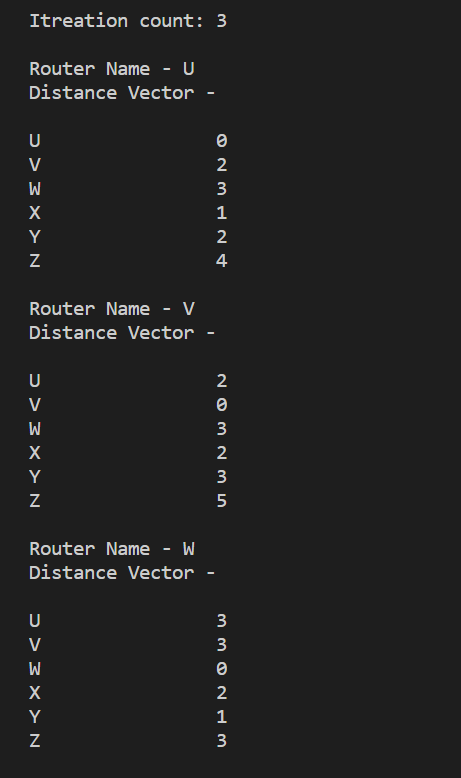 Itreation count: 3
Router Name - U
Distance Vector -
U 0
V 2
W 3
X 1
Y 2
Z 4
Router Name - V
Distance Vector -
U 2
V 0
W 3
X 2
Y 3
Z 5
Router Name - W
Distance Vector -
U 3
V 3
W 0
X 2
Y 1
Z 3